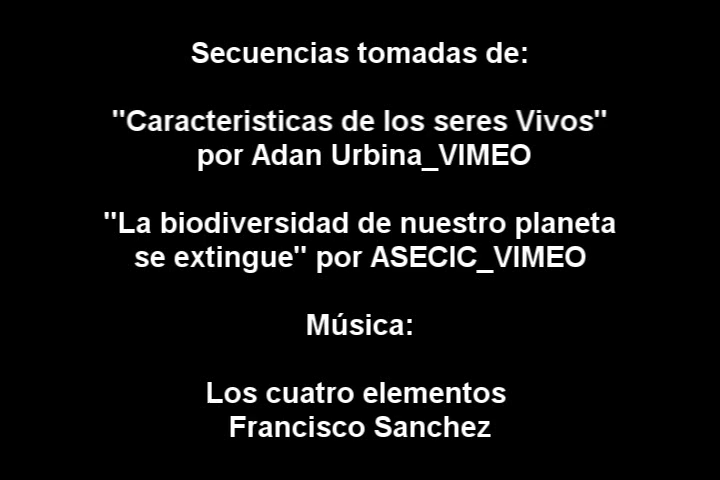 Secuencias tomadas de:
"Caracteristicas de los seres Vivos"
por Adan Urbina_VIMEO
"La biodiversidad de nuestro planeta
se extingue" por ASECIC_VIMEO
Música:
Los cuatro elementos
Francisco Sanchez